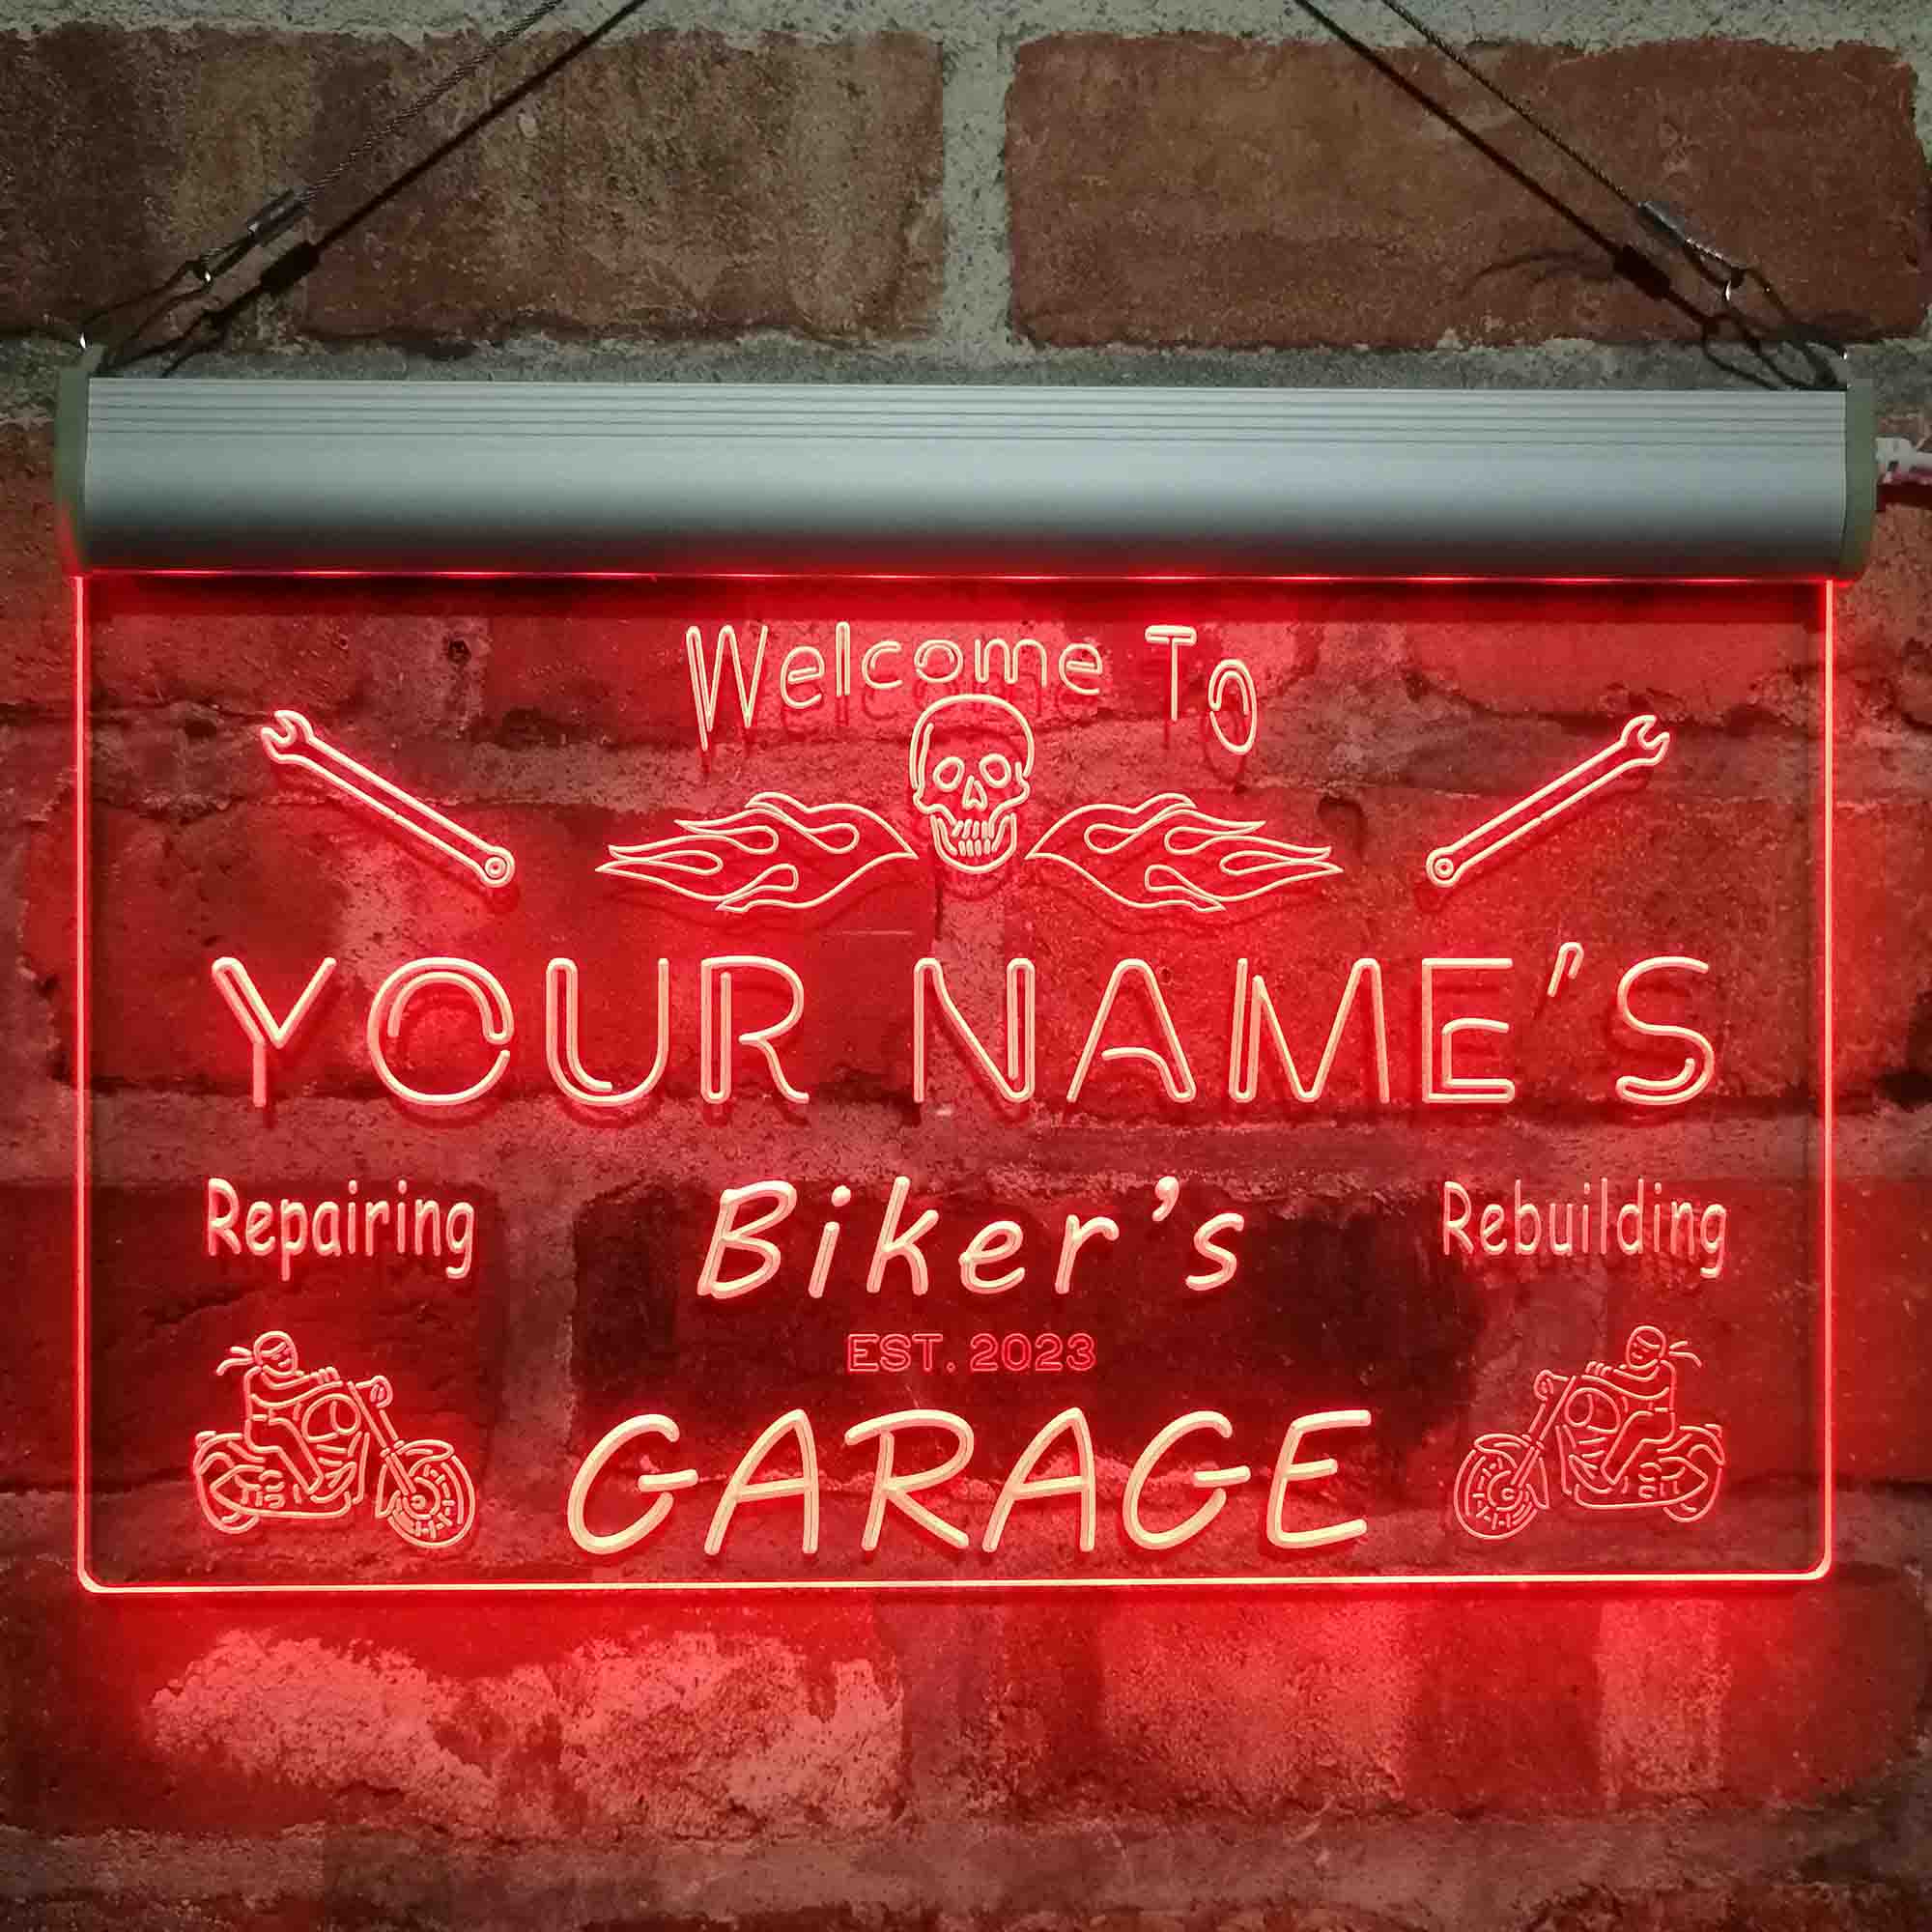 Welcome To
YOUR NAME'S
Repairing Biker's Rebuilding
EST. 2023
GARAGE